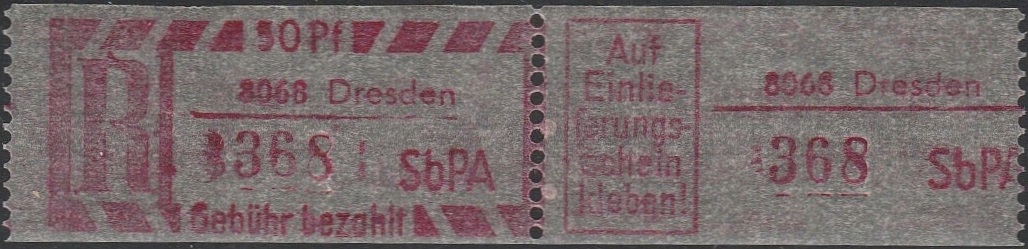 50 Pf
R
8068 Dresden
368
SbPA
Gebühr bezahlt
Auf
Einlie-
ferungs-
schein
kleben!
8068 Dresden
368
SbPA